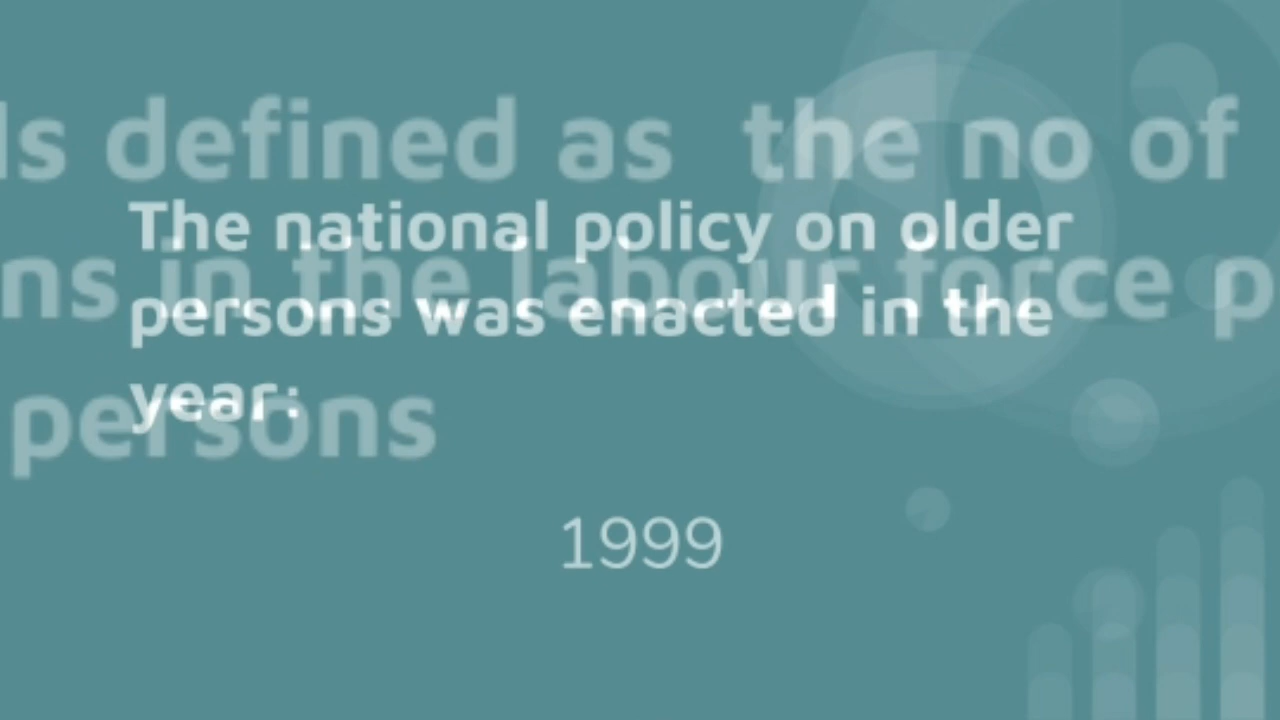 ls defined as the no of
The national policy on older
ns in the labour force p
persons was enacted in the
year:
persons
1999